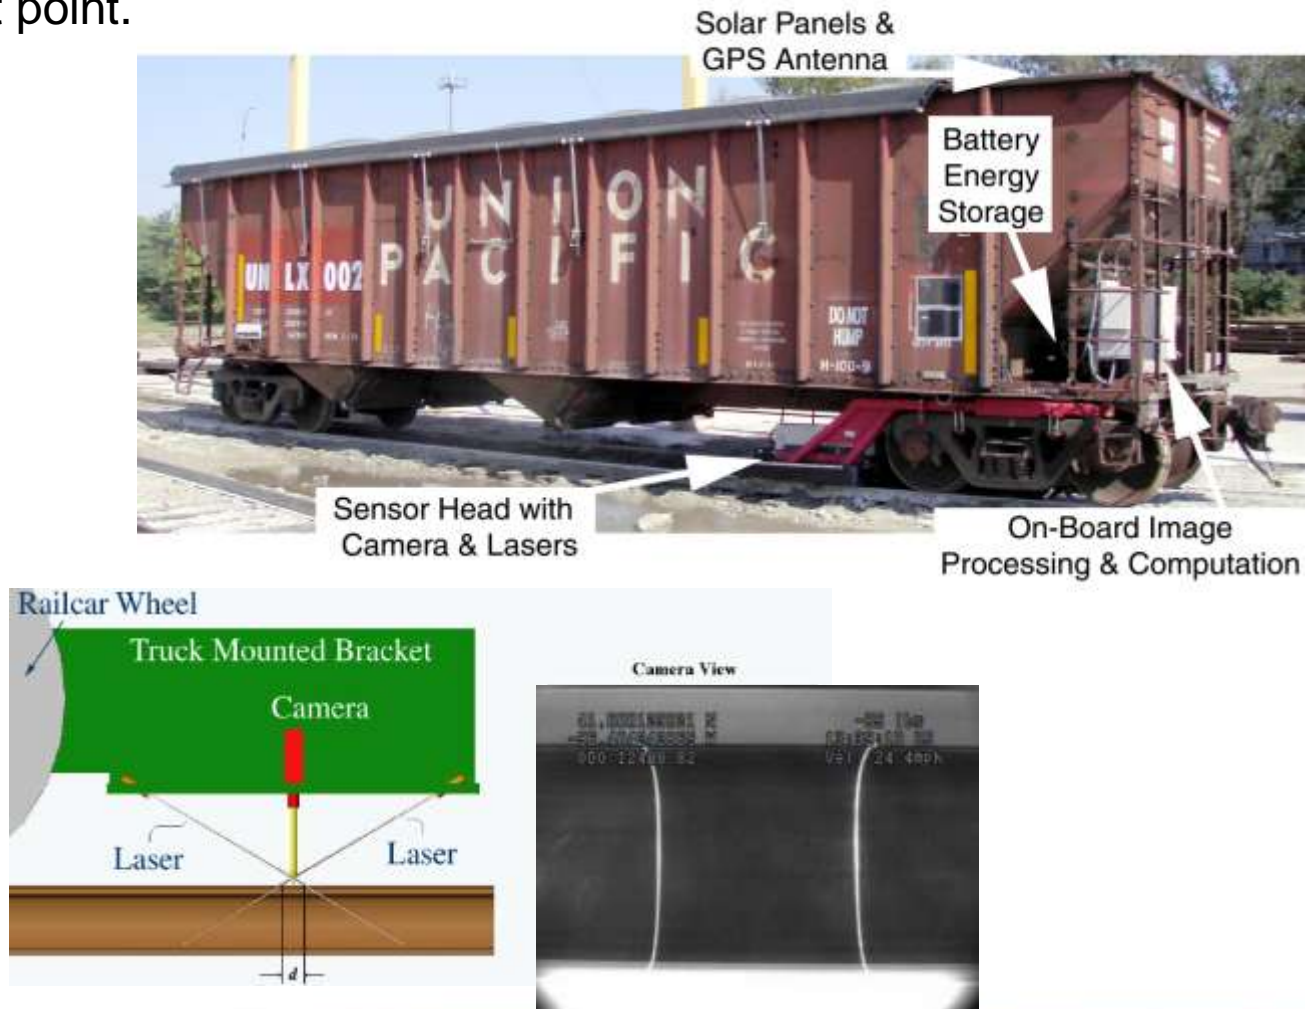 t point.
Solar Panels &
GPS Antenna
Battery
Energy
Storage
UNION
PACIFIC
UN LX 002
DO NOT
HUMP
M-100-9
Sensor Head with
Camera & Lasers
On-Board Image
Processing & Computation
Railcar Wheel
Truck Mounted Bracket
Camera
Laser
Laser
d
Camera View
Vel 24.4mph